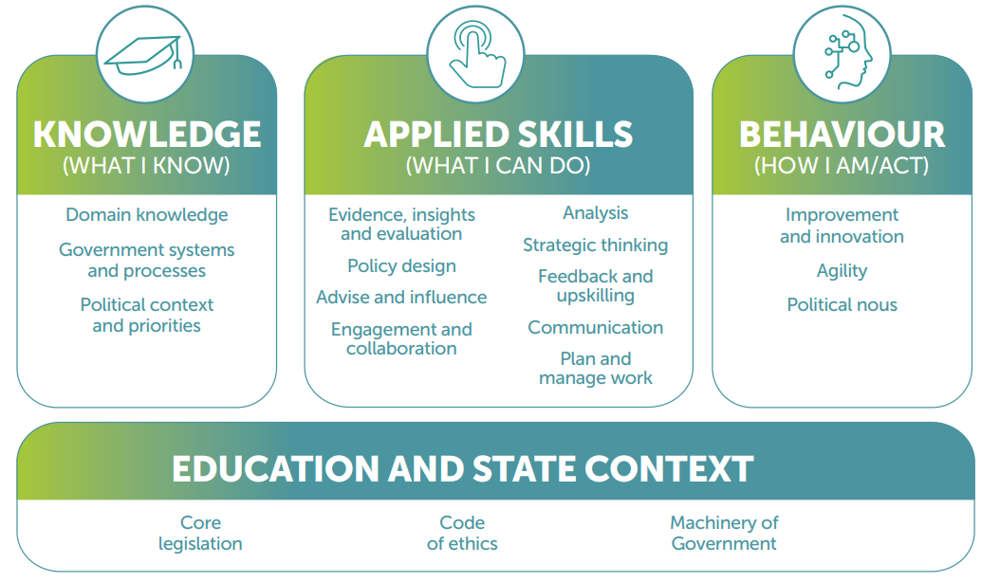 KNOWLEDGE
(WHAT I KNOW)
Domain knowledge
Government systems
and processes
Political context
and priorities
APPLIED SKILLS
(WHAT I CAN DO)
Evidence, insights
and evaluation
Policy design
Advise and influence
Engagement and
collaboration
Analysis
Strategic thinking
Feedback and
upskilling
Communication
Plan and
manage work
BEHAVIOUR
(HOW I AM/ACT)
Improvement
and innovation
Agility
Political nous
EDUCATION AND STATE CONTEXT
Core
legislation
Code
of ethics
Machinery of
Government